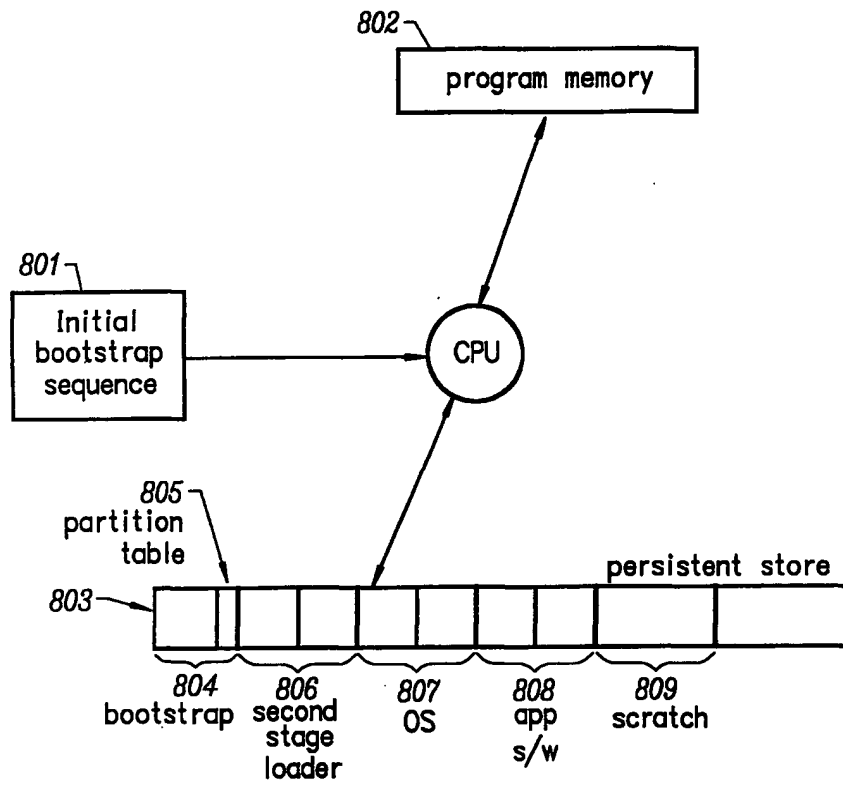 802
program memory
801
Initial
bootstrap
sequence
CPU
805
partition
table
persistent store
803
804
bootstrap
806
second
stage
loader
807
OS
808
app
s/w
809
scratch